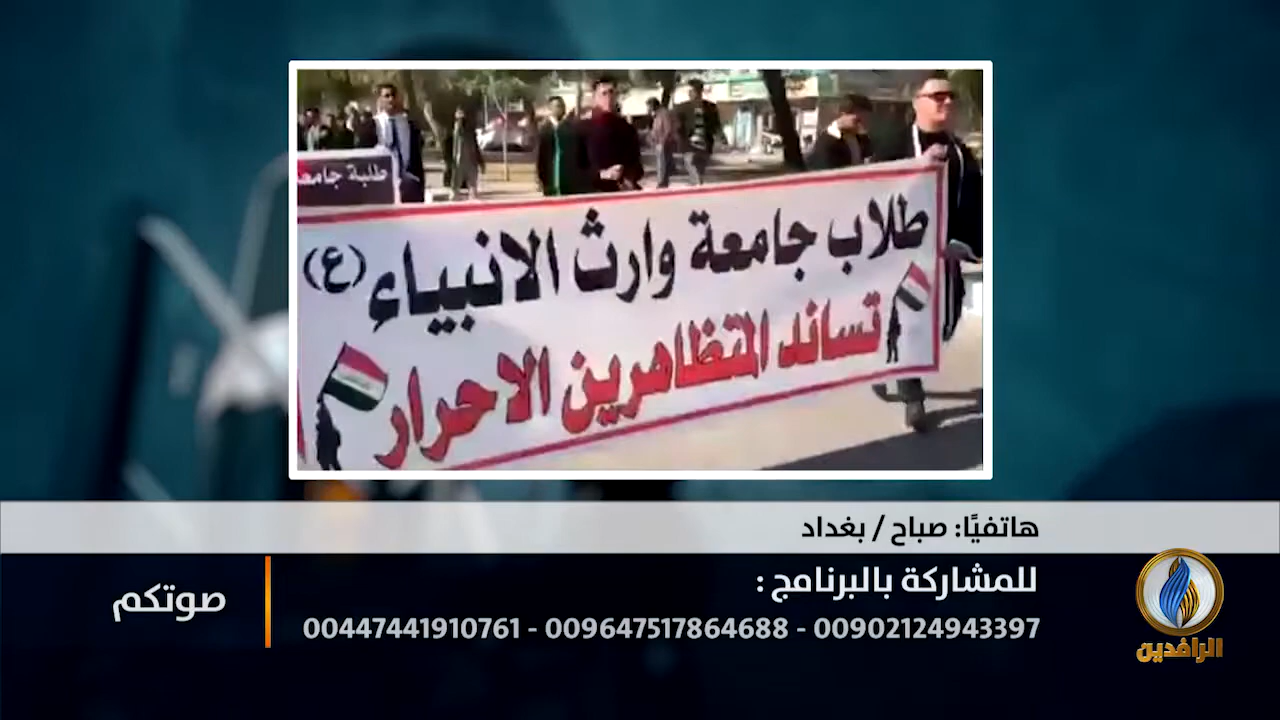 طلبة جامعة
طلاب جامعة وارث الانبياء (ع)
تساند المتظاهرين الاحرار
هاتفيًا: صباح / بغداد
للمشاركة بالبرنامج :
00447441910761 - 009647517864688 - 00902124943397
صوتكم
الرافدين